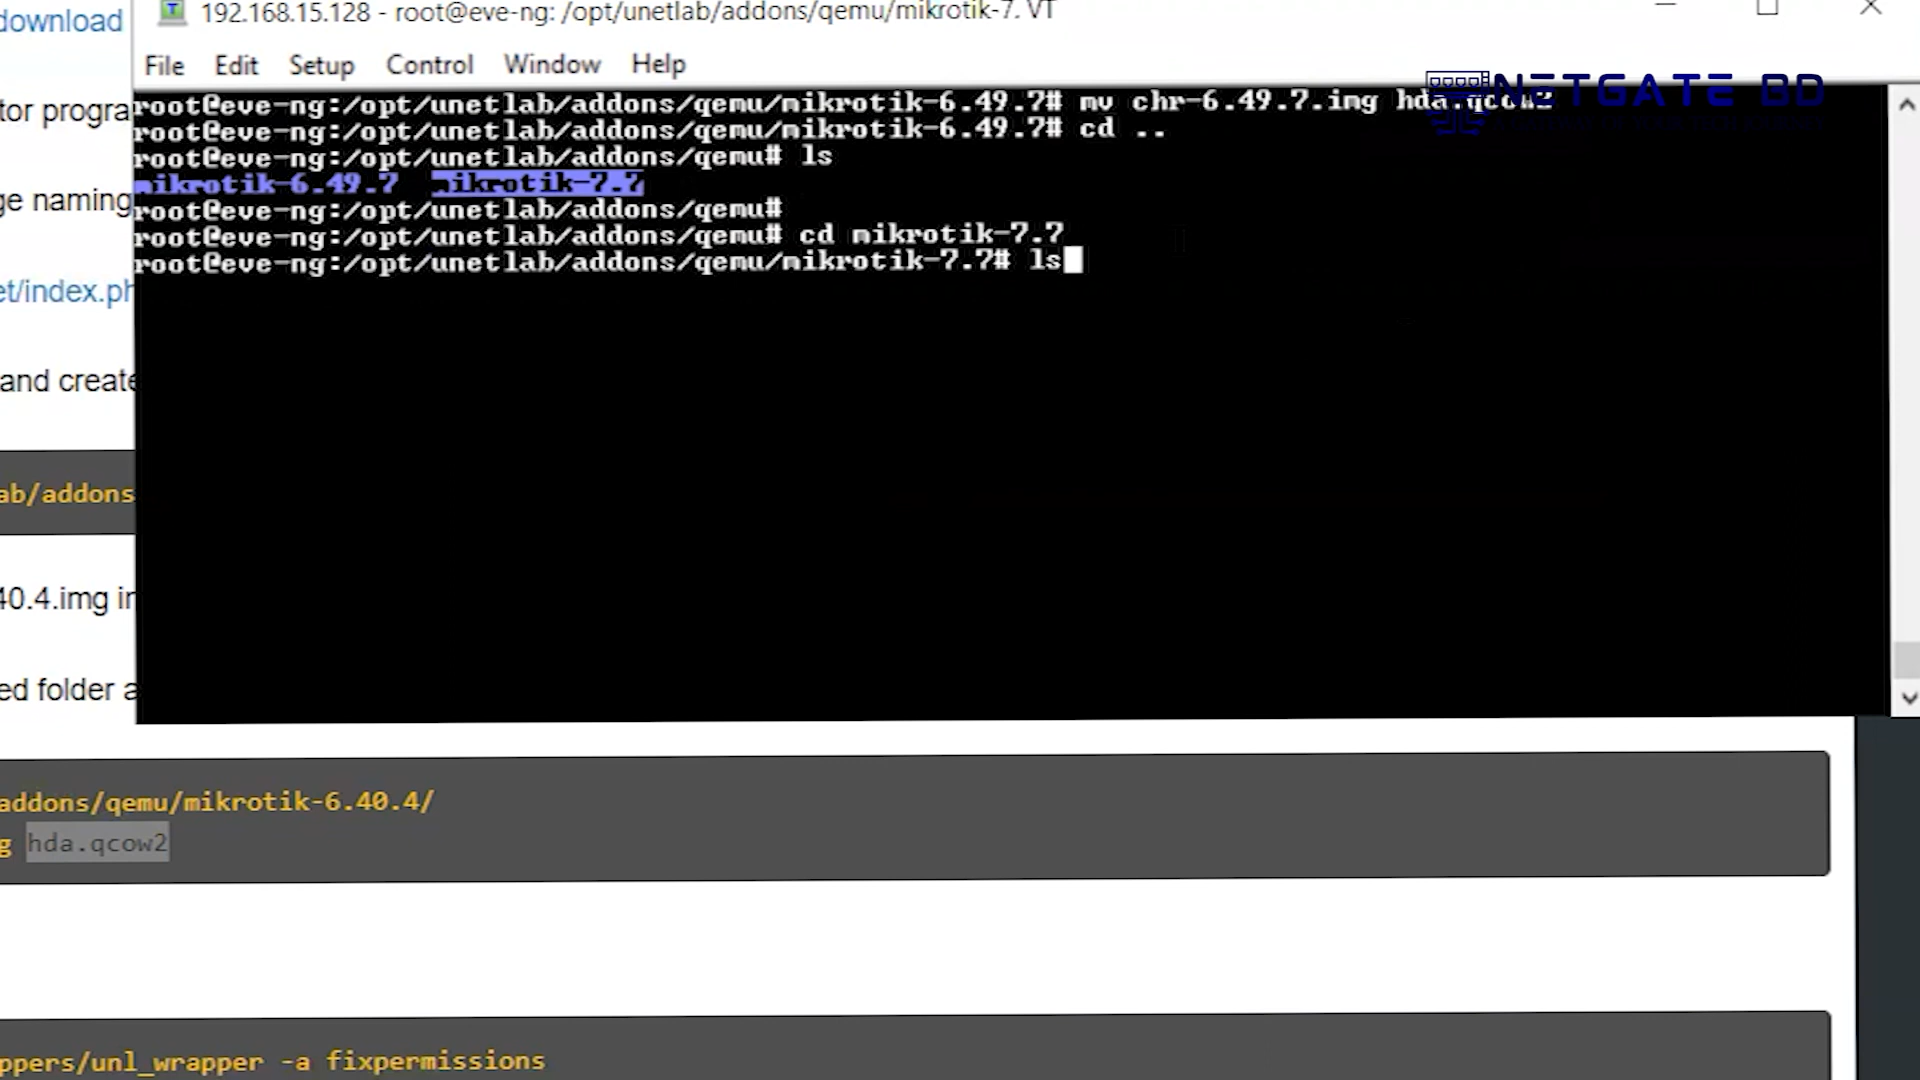 download
192.168.15.128 - root@eve-ng: /opt/unetlab/addons/qemu/mikrotik-7. VT
File Edit Setup Control Window Help
NETGATE BD
tor progra
root@eve-ng:/opt/unetlab/addons/qemu/mikrotik-6.49.7# mv chr-6.49.7.img hda.qcow2
root@eve-ng:/opt/unetlab/addons/qemu/mikrotik-6.49.7# cd ..
root@eve-ng:/opt/unetlab/addons/qemu# ls
mikrotik-6.49.7 mikrotik-7.7
ge naming
root@eve-ng:/opt/unetlab/addons/qemu#
root@eve-ng:/opt/unetlab/addons/qemu# cd mikrotik-7.7
root@eve-ng:/opt/unetlab/addons/qemu/mikrotik-7.7# ls
et/index.ph
and create
ab/addons
40.4.img in
ed folder a
addons/qemu/mikrotik-6.40.4/
g hda.qcow2
ppers/unl_wrapper -a fixpermissions